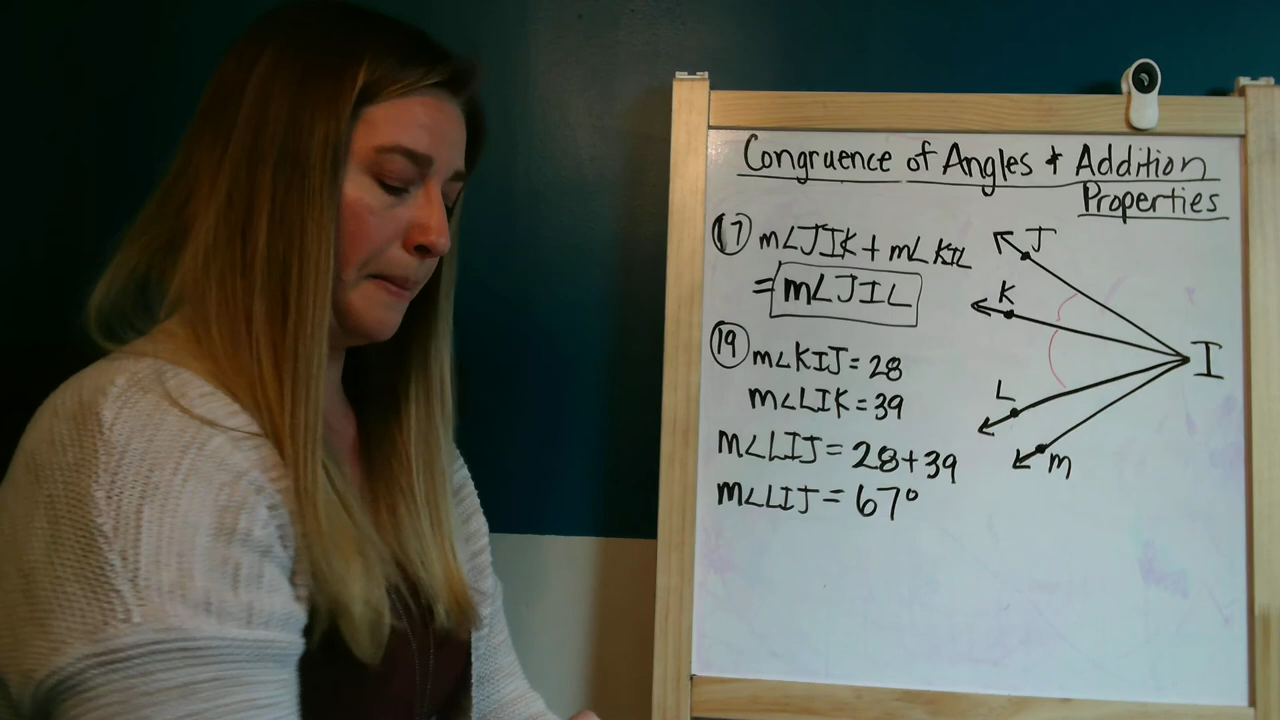 Congruence of Angles & Addition
Properties
17 m∠JIK + m∠KIL
= m∠JIL
19 m∠KIJ = 28
m∠LIK = 39
m∠LIJ = 28+39
m∠LIJ = 67°
J
K
I
L
m